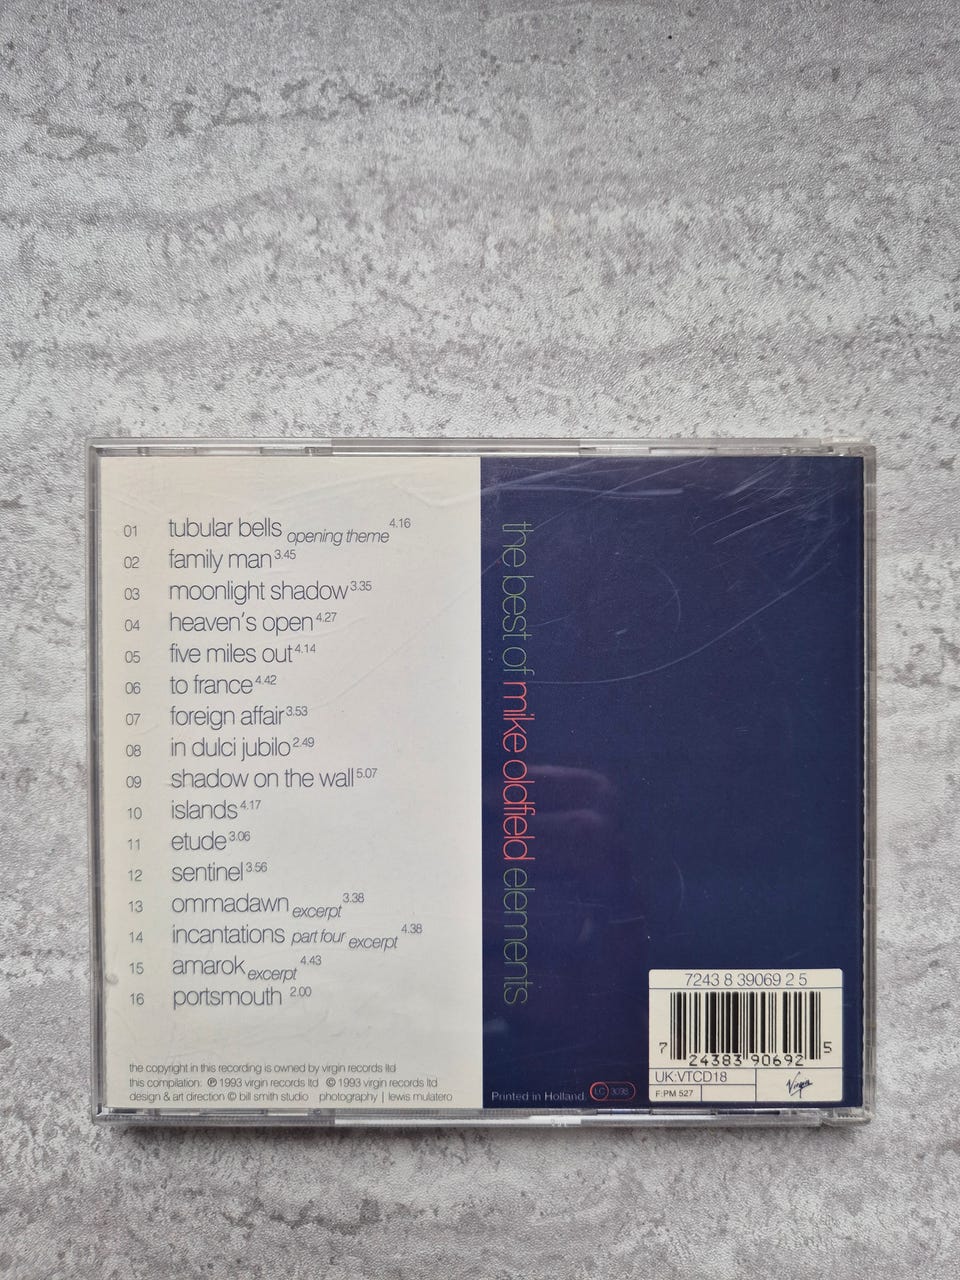 01 tubular bells opening theme 4.16
02 family man 3.45
03 moonlight shadow 3.35
04 heaven's open 4.27
05 five miles out 4.14
06 to france 4.42
07 foreign affair 3.53
08 in dulci jubilo 2.49
09 shadow on the wall 5.07
10 islands 4.17
11 etude 3.06
12 sentinel 3.56
13 ommadawn excerpt 3.38
14 incantations part four excerpt 4.38
15 amarok excerpt 4.43
16 portsmouth 2.00
the copyright in this recording is owned by virgin records ltd
this compilation: ℗ 1993 virgin records ltd © 1993 virgin records ltd
design & art direction © bill smith studio photography | lewis mulatero
the best of mike oldfield elements
Printed in Holland.
LC 3098
7243 8 39069 2 5
7 24383 90692 5
UK:VTCD18
F:PM 527
Virgin